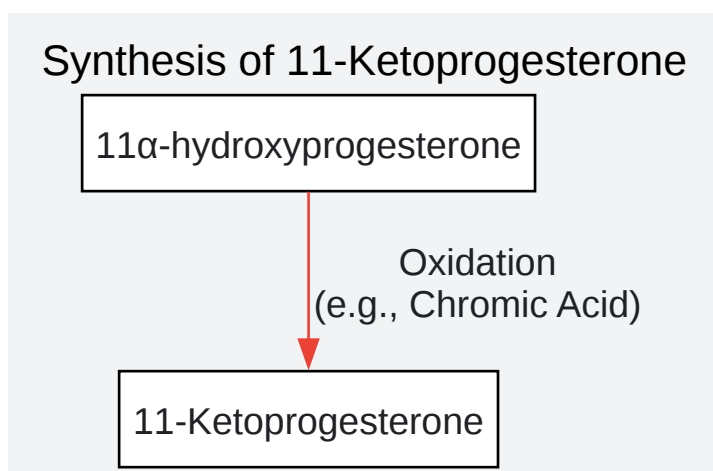 Synthesis of 11-Ketoprogesterone
11α-hydroxyprogesterone
Oxidation
(e.g., Chromic Acid)
11-Ketoprogesterone